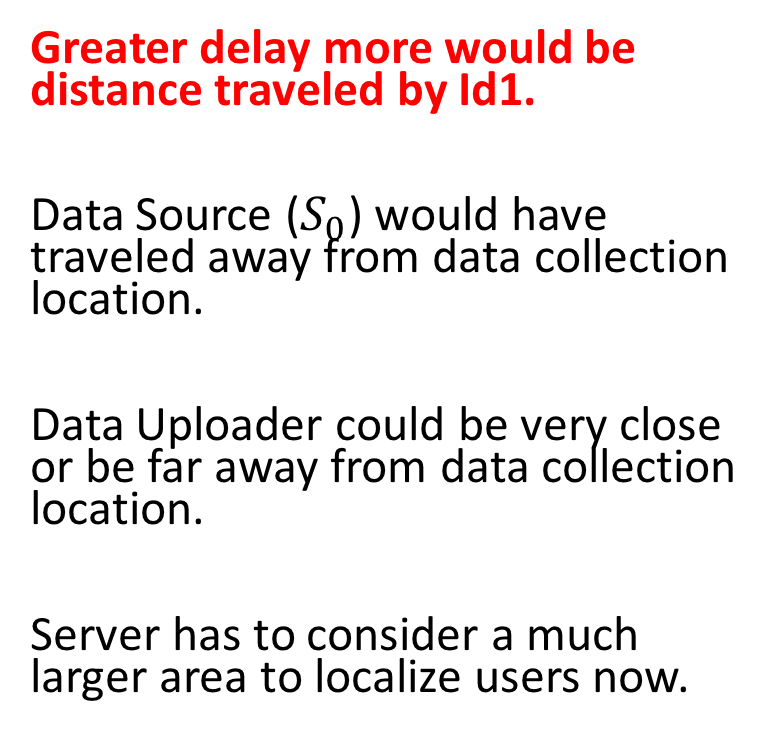 Greater delay more would be
distance traveled by Id1.
Data Source (S₀) would have
traveled away from data collection
location.
Data Uploader could be very close
or be far away from data collection
location.
Server has to consider a much
larger area to localize users now.